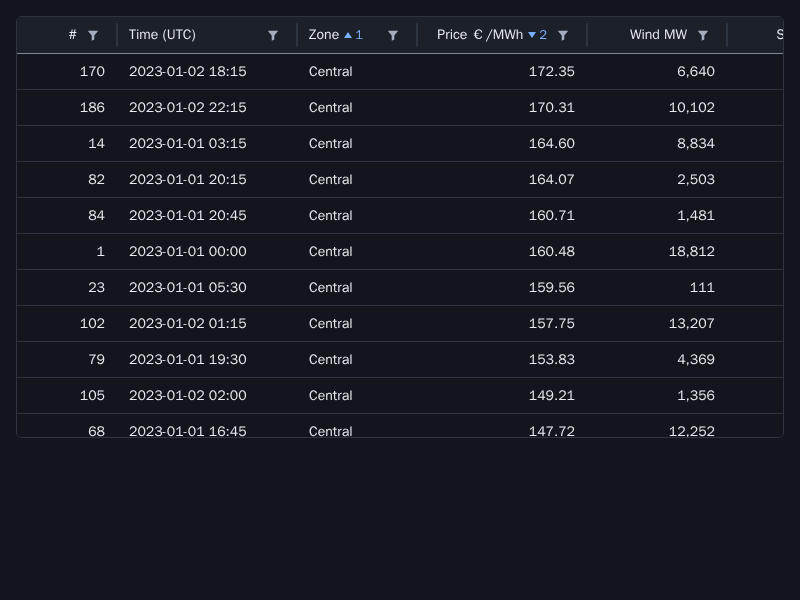 # Time (UTC) Zone 1 Price €/MWh 2 Wind MW S
170 2023-01-02 18:15 Central 172.35 6,640
186 2023-01-02 22:15 Central 170.31 10,102
14 2023-01-01 03:15 Central 164.60 8,834
82 2023-01-01 20:15 Central 164.07 2,503
84 2023-01-01 20:45 Central 160.71 1,481
1 2023-01-01 00:00 Central 160.48 18,812
23 2023-01-01 05:30 Central 159.56 111
102 2023-01-02 01:15 Central 157.75 13,207
79 2023-01-01 19:30 Central 153.83 4,369
105 2023-01-02 02:00 Central 149.21 1,356
68 2023-01-01 16:45 Central 147.72 12,252